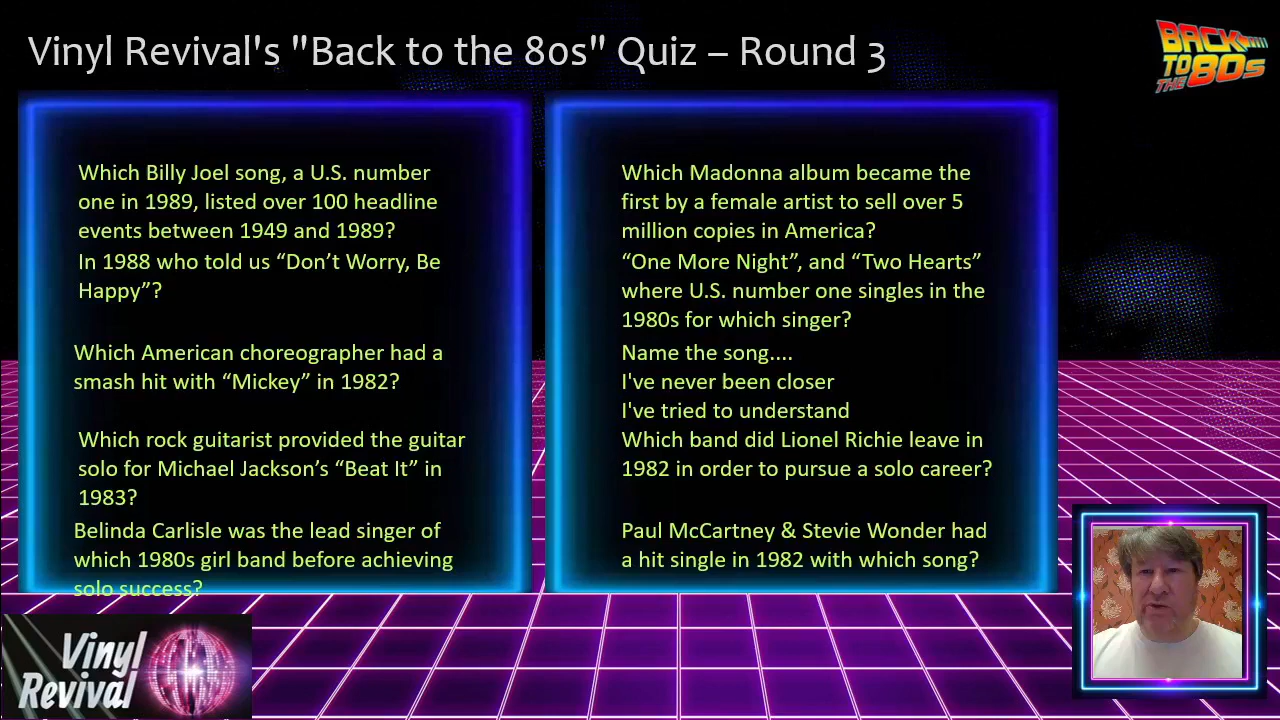 Vinyl Revival's "Back to the 80s" Quiz – Round 3
BACK
TO
THE 80s
Which Billy Joel song, a U.S. number
one in 1989, listed over 100 headline
events between 1949 and 1989?
In 1988 who told us “Don’t Worry, Be
Happy”?
Which American choreographer had a
smash hit with “Mickey” in 1982?
Which rock guitarist provided the guitar
solo for Michael Jackson’s “Beat It” in
1983?
Belinda Carlisle was the lead singer of
which 1980s girl band before achieving
solo success?
Which Madonna album became the
first by a female artist to sell over 5
million copies in America?
“One More Night”, and “Two Hearts”
where U.S. number one singles in the
1980s for which singer?
Name the song....
I've never been closer
I've tried to understand
Which band did Lionel Richie leave in
1982 in order to pursue a solo career?
Paul McCartney & Stevie Wonder had
a hit single in 1982 with which song?
Vinyl
Revival